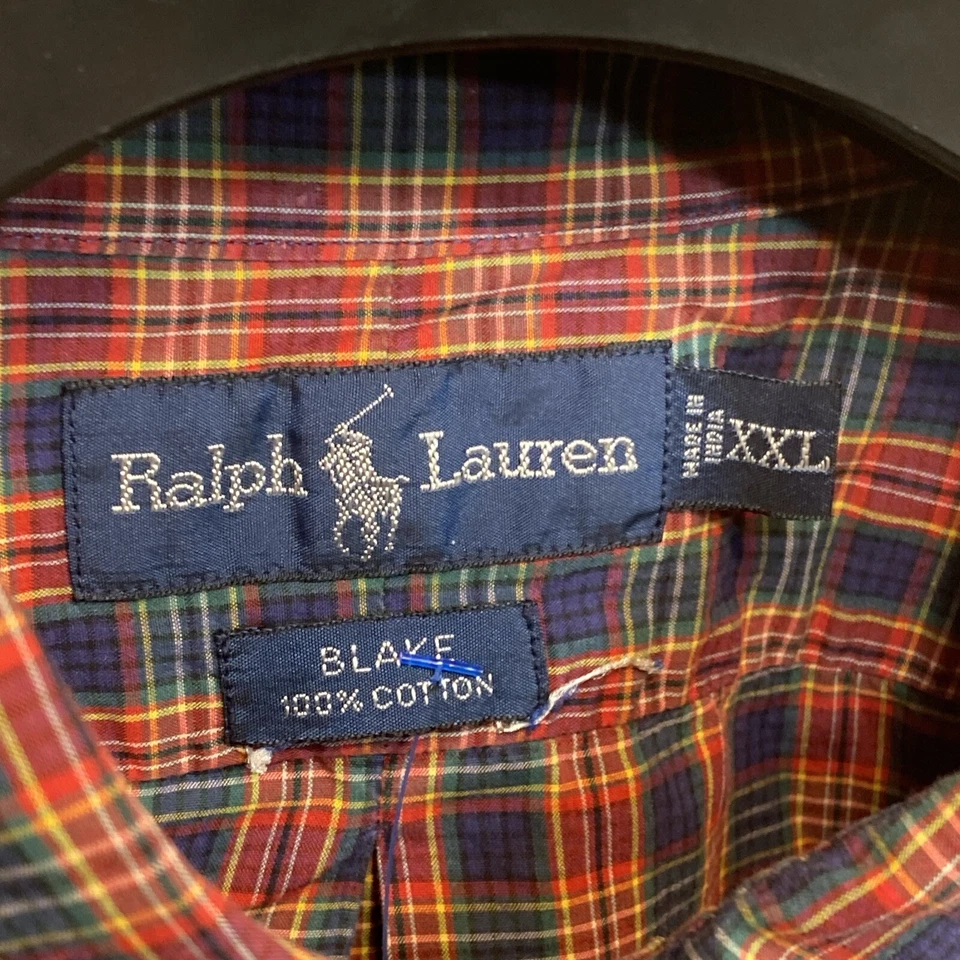 Ralph Lauren
MADE IN
INDIA
XXL
BLAKE
100% COTTON